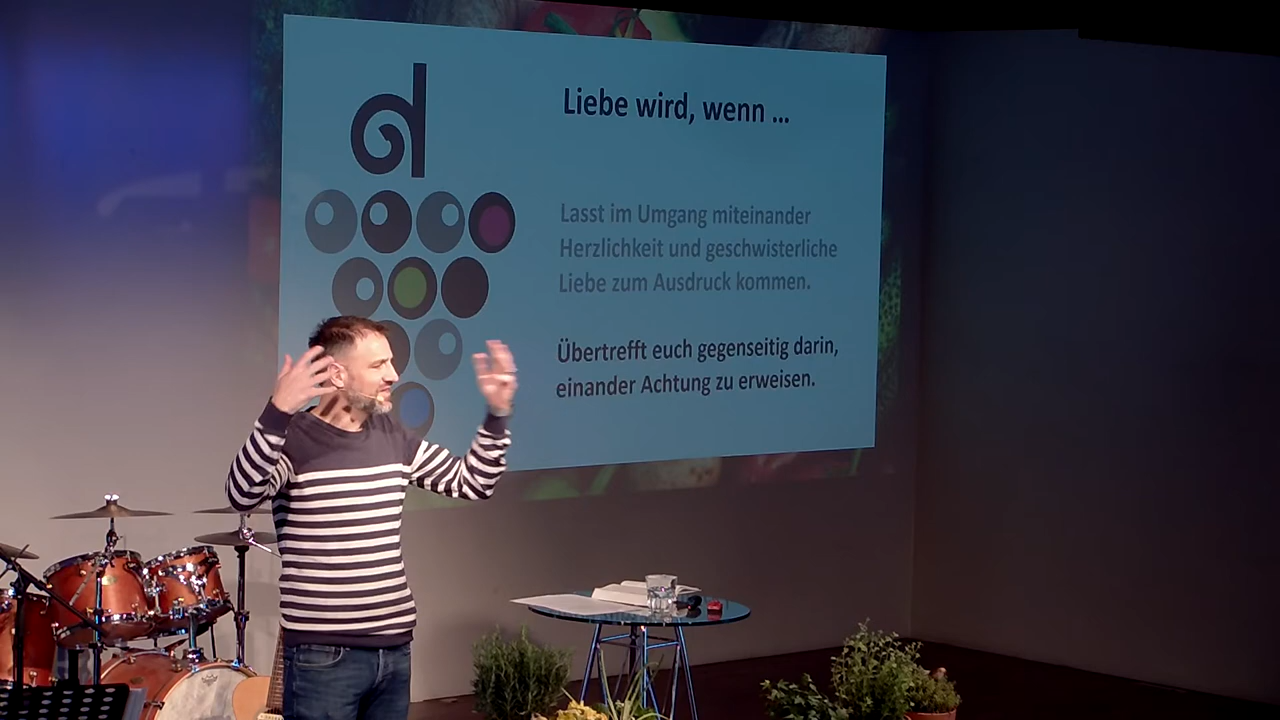 Liebe wird, wenn ...
Lasst im Umgang miteinander
Herzlichkeit und geschwisterliche
Liebe zum Ausdruck kommen.
Übertrefft euch gegenseitig darin,
einander Achtung zu erweisen.